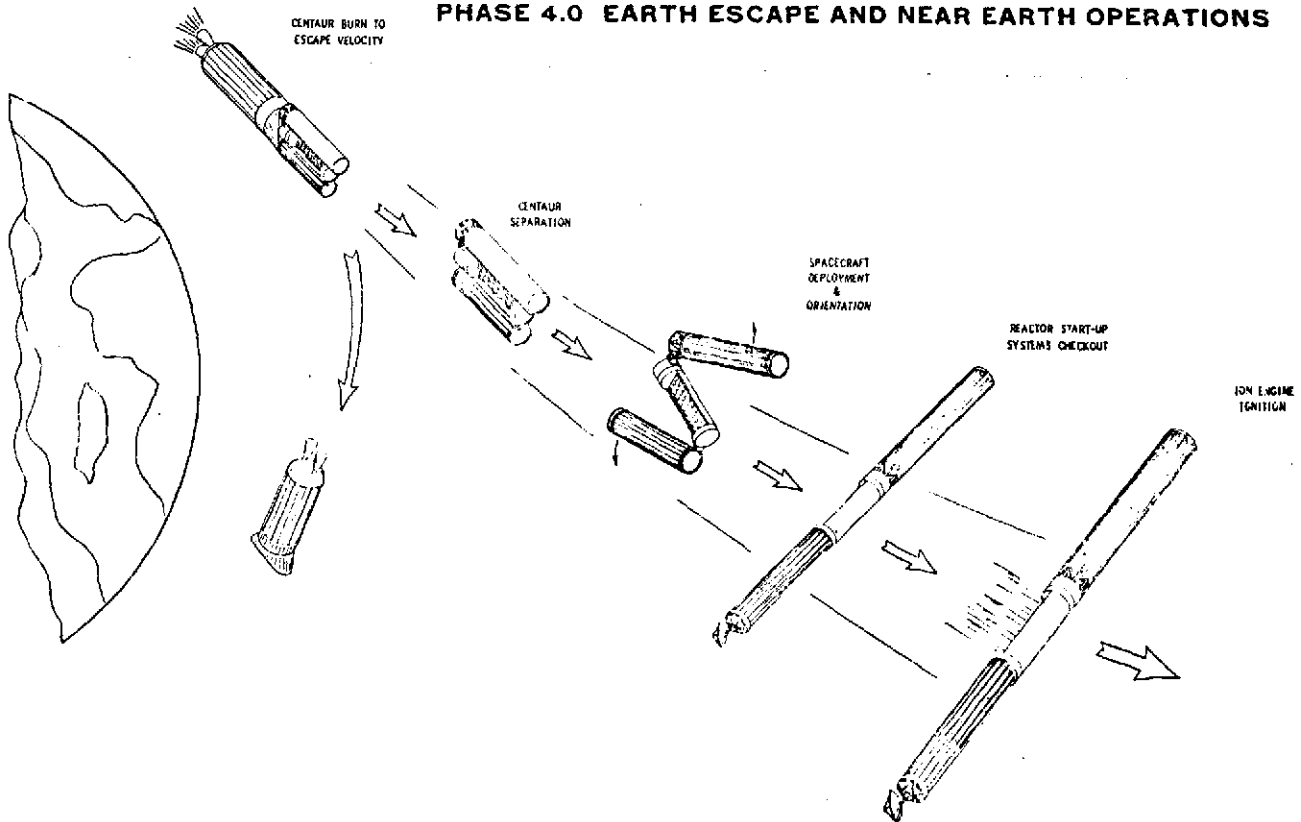 PHASE 4.0 EARTH ESCAPE AND NEAR EARTH OPERATIONS
CENTAUR BURN TO
ESCAPE VELOCITY
CENTAUR
SEPARATION
SPACECRAFT
DEPLOYMENT
&
ORIENTATION
REACTOR START-UP
SYSTEMS CHECKOUT
ION ENGINE
IGNITION